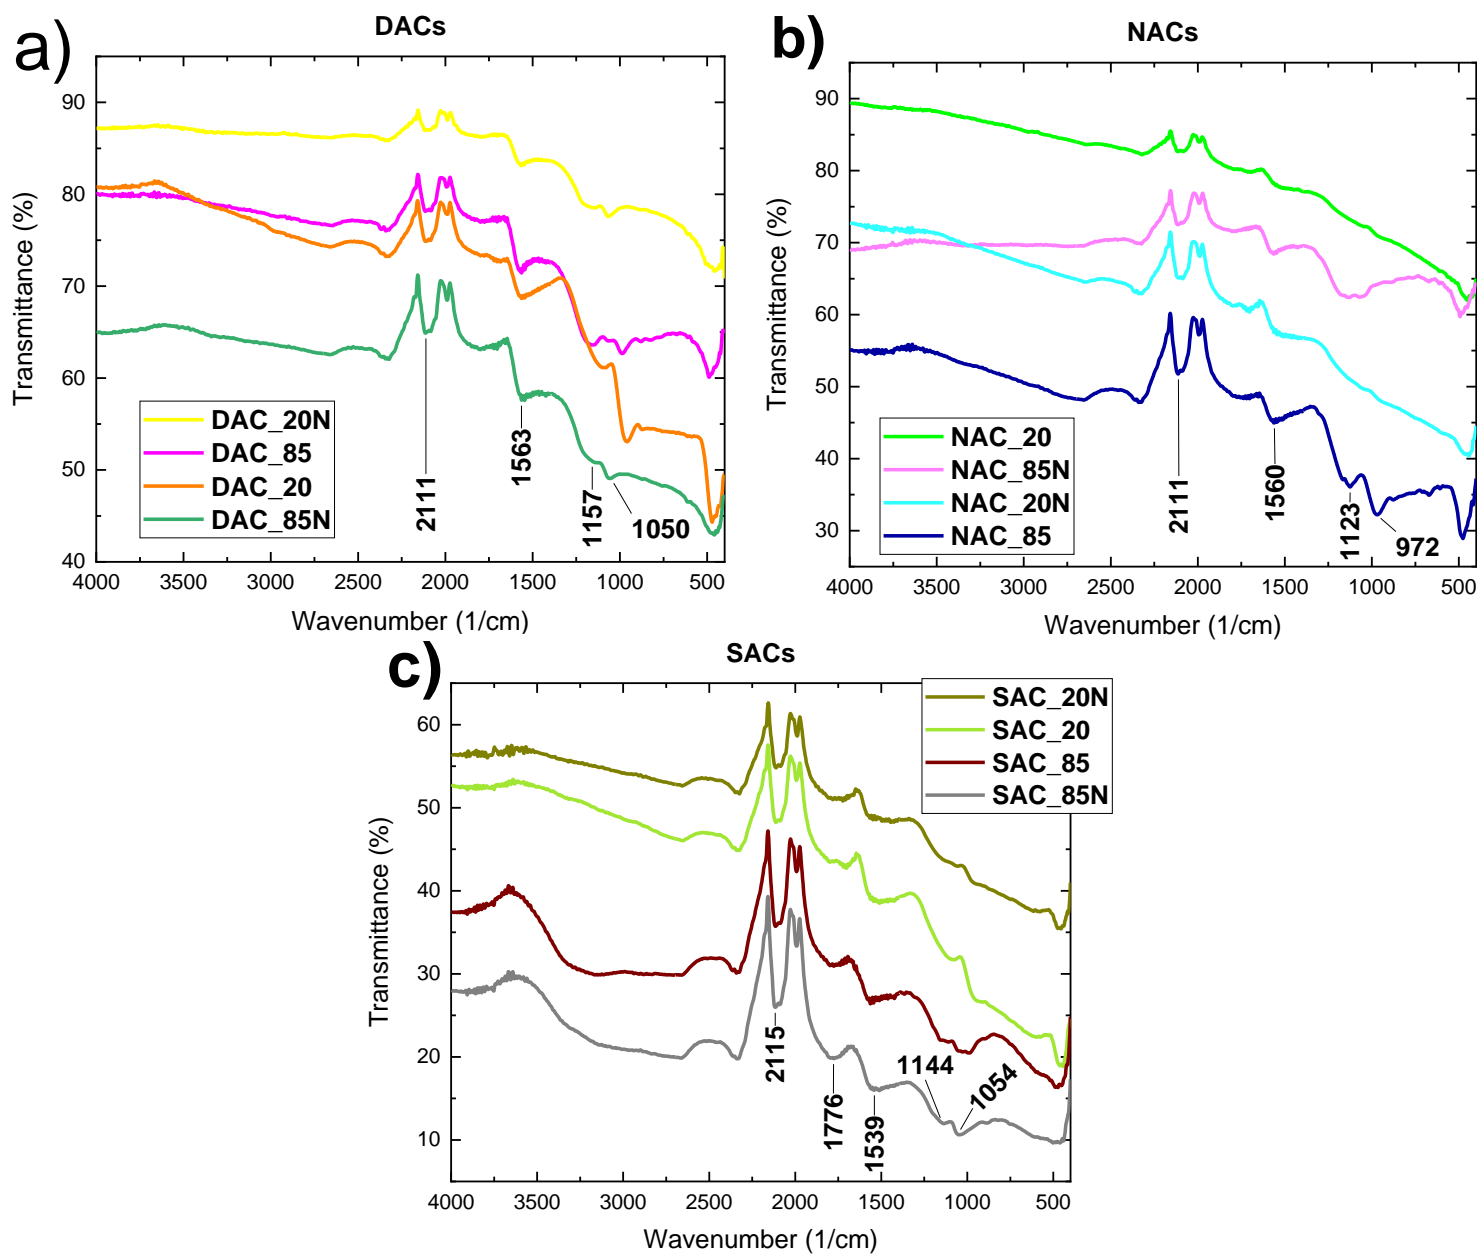 a)
DACs
Transmittance (%)
90
80
70
60
50
40
DAC_20N
DAC_85
DAC_20
DAC_85N
2111
1563
1157
1050
4000 3500 3000 2500 2000 1500 1000 500
Wavenumber (1/cm)
b)
NACs
Transmittance (%)
90
80
70
60
50
40
30
NAC_20
NAC_85N
NAC_20N
NAC_85
2111
1560
1123
972
4000 3500 3000 2500 2000 1500 1000 500
Wavenumber (1/cm)
c)
SACs
Transmittance (%)
60
50
40
30
20
10
SAC_20N
SAC_20
SAC_85
SAC_85N
2115
1776
1539
1144
1054
4000 3500 3000 2500 2000 1500 1000 500
Wavenumber (1/cm)